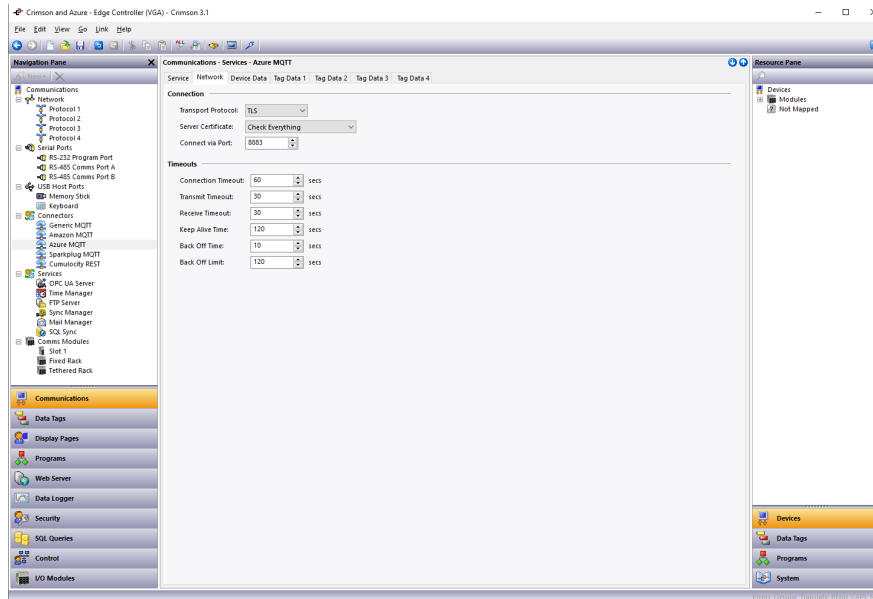 Crimson and Azure - Edge Controller (VGA) - Crimson 3.1
File Edit View Go Link Help
Navigation Pane
Communications
Network
Protocol 1
Protocol 2
Protocol 3
Protocol 4
Serial Ports
RS-232 Program Port
RS-485 Comms Port A
RS-485 Comms Port B
USB Host Ports
Memory Stick
Keyboard
Connectors
Generic MQTT
Amazon MQTT
Azure MQTT
Sparkplug MQTT
Cumulocity REST
Services
OPC UA Server
Time Manager
FTP Server
Sync Manager
Mail Manager
SQL Sync
Comms Modules
Slot 1
Fixed Rack
Tethered Rack
Communications
Data Tags
Display Pages
Programs
Web Server
Data Logger
Security
SQL Queries
Control
I/O Modules
Communications - Services - Azure MQTT
Service Network Device Data Tag Data 1 Tag Data 2 Tag Data 3 Tag Data 4
Connection
Transport Protocol: TLS
Server Certificate: Check Everything
Connect via Port: 8883
Timeouts
Connection Timeout: 60 secs
Transmit Timeout: 30 secs
Receive Timeout: 30 secs
Keep Alive Time: 120 secs
Back Off Time: 10 secs
Back Off Limit: 120 secs
Resource Pane
Devices
Modules
Not Mapped
Devices
Data Tags
Programs
System